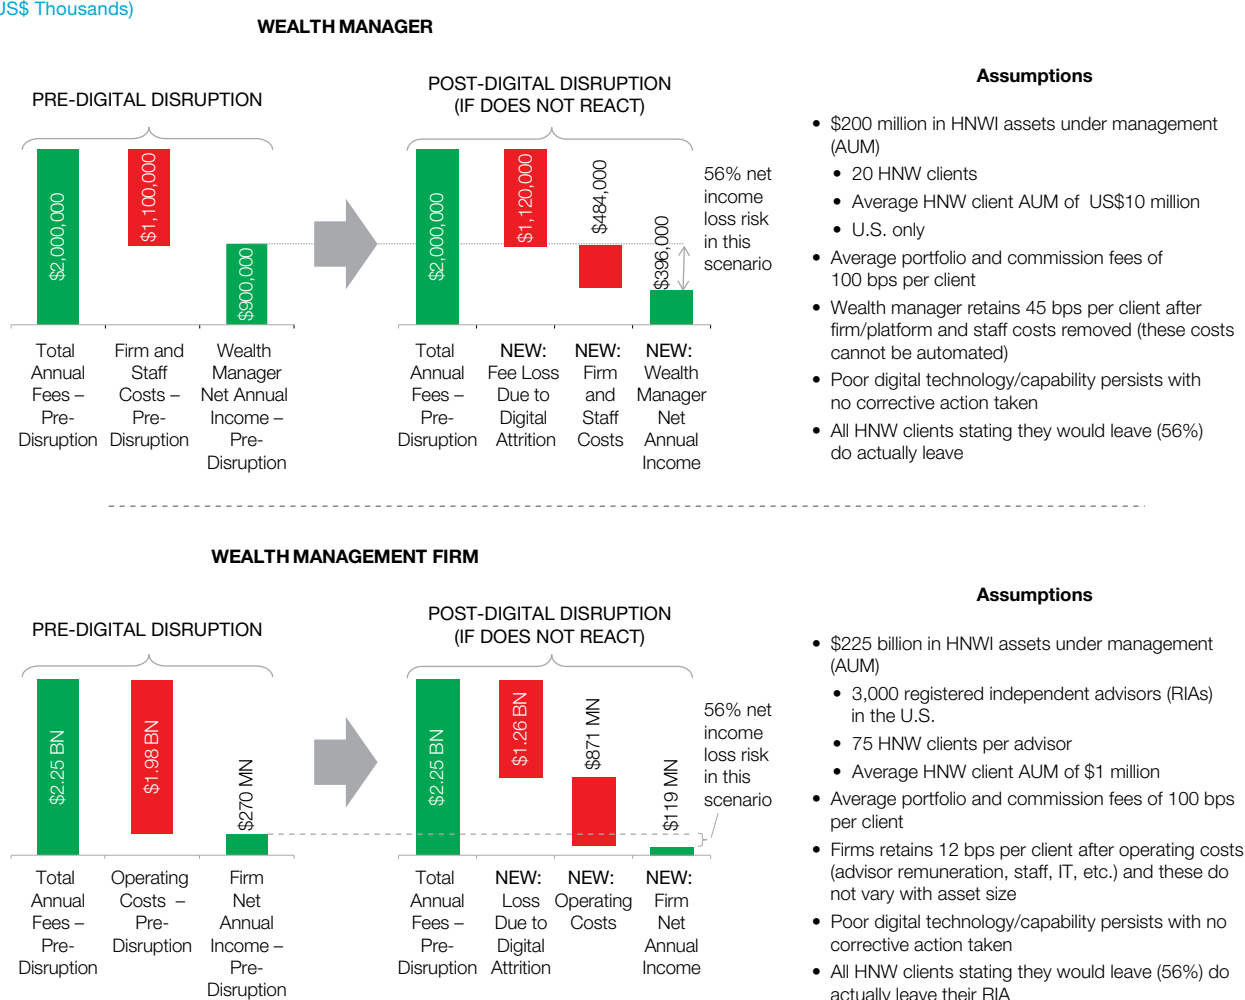 US$ Thousands)
WEALTH MANAGER
PRE-DIGITAL DISRUPTION
POST-DIGITAL DISRUPTION
(IF DOES NOT REACT)
$2,000,000
$1,100,000
$900,000
$2,000,000
$1,120,000
$484,000
$396,000
56% net
income
loss risk
in this
scenario
Total
Annual
Fees –
Pre-
Disruption
Firm and
Staff
Costs –
Pre-
Disruption
Wealth
Manager
Net Annual
Income –
Pre-
Disruption
Total
Annual
Fees –
Pre-
Disruption
NEW:
Fee Loss
Due to
Digital
Attrition
NEW:
Firm
and
Staff
Costs
NEW:
Wealth
Manager
Net
Annual
Income
Assumptions
• $200 million in HNWI assets under management
(AUM)
• 20 HNW clients
• Average HNW client AUM of US$10 million
• U.S. only
• Average portfolio and commission fees of
100 bps per client
• Wealth manager retains 45 bps per client after
firm/platform and staff costs removed (these costs
cannot be automated)
• Poor digital technology/capability persists with
no corrective action taken
• All HNW clients stating they would leave (56%)
do actually leave
WEALTH MANAGEMENT FIRM
PRE-DIGITAL DISRUPTION
POST-DIGITAL DISRUPTION
(IF DOES NOT REACT)
$2.25 BN
$1.98 BN
$270 MN
$2.25 BN
$1.26 BN
$871 MN
$119 MN
56% net
income
loss risk
in this
scenario
Total
Annual
Fees –
Pre-
Disruption
Operating
Costs –
Pre-
Disruption
Firm
Net
Annual
Income –
Pre-
Disruption
Total
Annual
Fees –
Pre-
Disruption
NEW:
Loss
Due to
Digital
Attrition
NEW:
Operating
Costs
NEW:
Firm
Net
Annual
Income
Assumptions
• $225 billion in HNWI assets under management
(AUM)
• 3,000 registered independent advisors (RIAs)
in the U.S.
• 75 HNW clients per advisor
• Average HNW client AUM of $1 million
• Average portfolio and commission fees of 100 bps
per client
• Firms retains 12 bps per client after operating costs
(advisor remuneration, staff, IT, etc.) and these do
not vary with asset size
• Poor digital technology/capability persists with no
corrective action taken
• All HNW clients stating they would leave (56%) do
actually leave their RIA